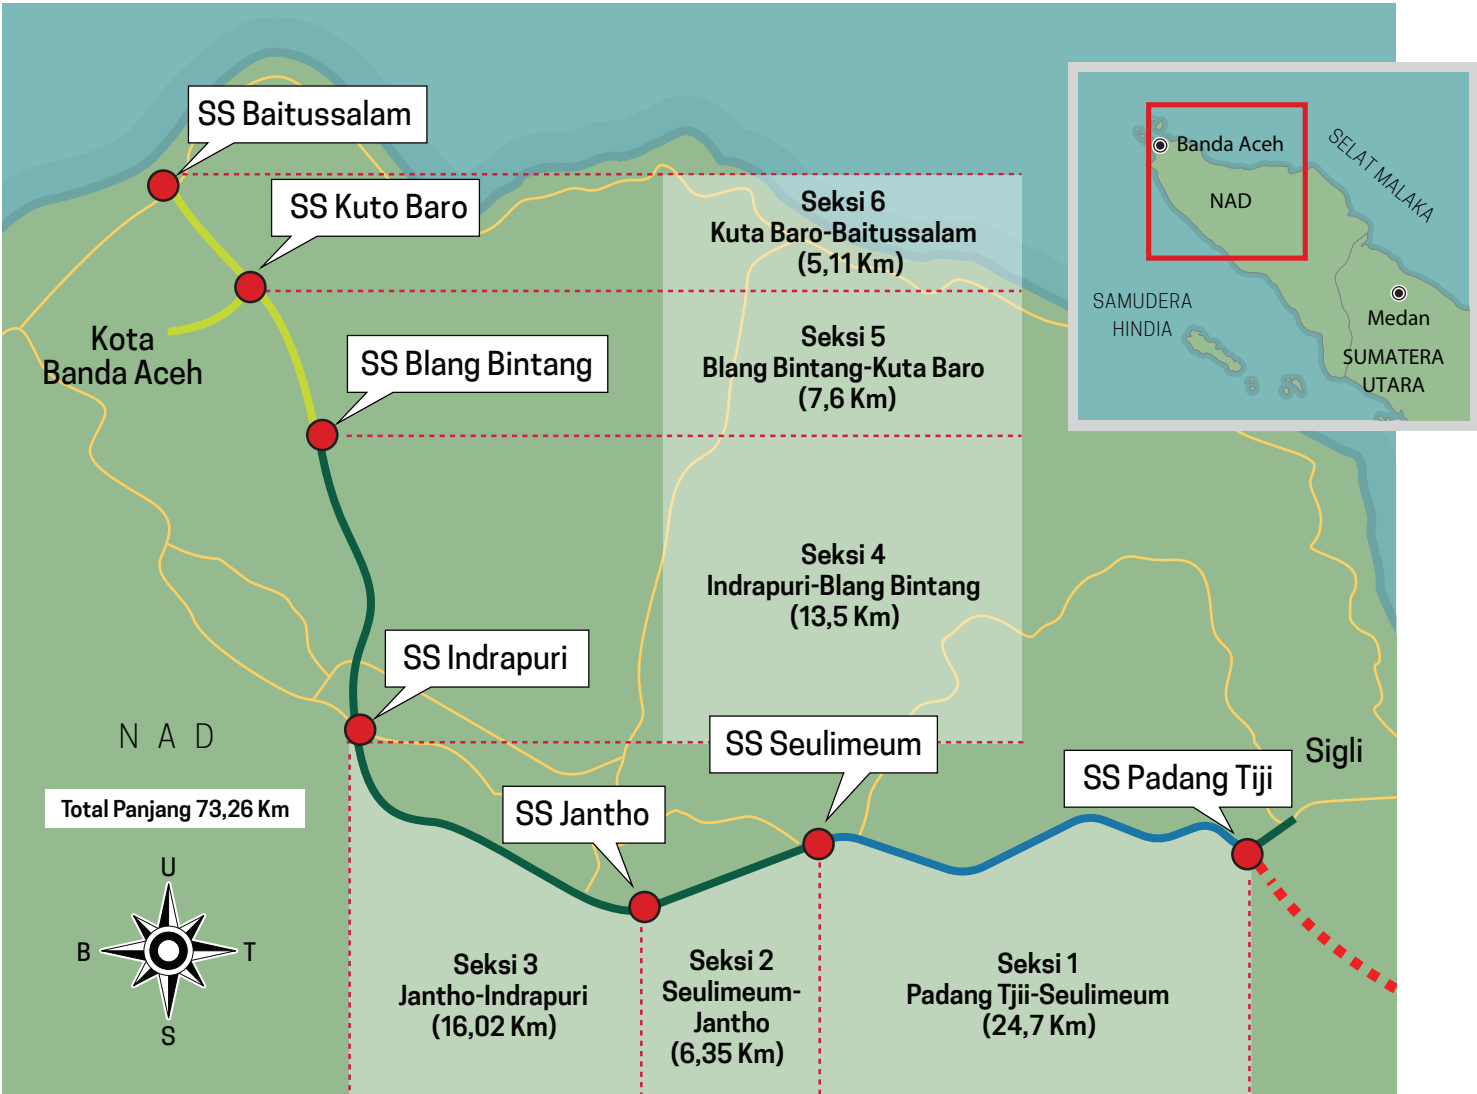 SS Baitussalam
SS Kuto Baro
Kota
Banda Aceh
SS Blang Bintang
SS Indrapuri
SS Jantho
SS Seulimeum
SS Padang Tiji
Sigli
Seksi 6
Kuta Baro-Baitussalam
(5,11 Km)
Seksi 5
Blang Bintang-Kuta Baro
(7,6 Km)
Seksi 4
Indrapuri-Blang Bintang
(13,5 Km)
Banda Aceh
NAD
SELAT MALAKA
SAMUDERA
HINDIA
Medan
SUMATERA
UTARA
N A D
Total Panjang 73,26 Km
U
B
T
S
Seksi 3
Jantho-Indrapuri
(16,02 Km)
Seksi 2
Seulimeum-
Jantho
(6,35 Km)
Seksi 1
Padang Tjii-Seulimeum
(24,7 Km)